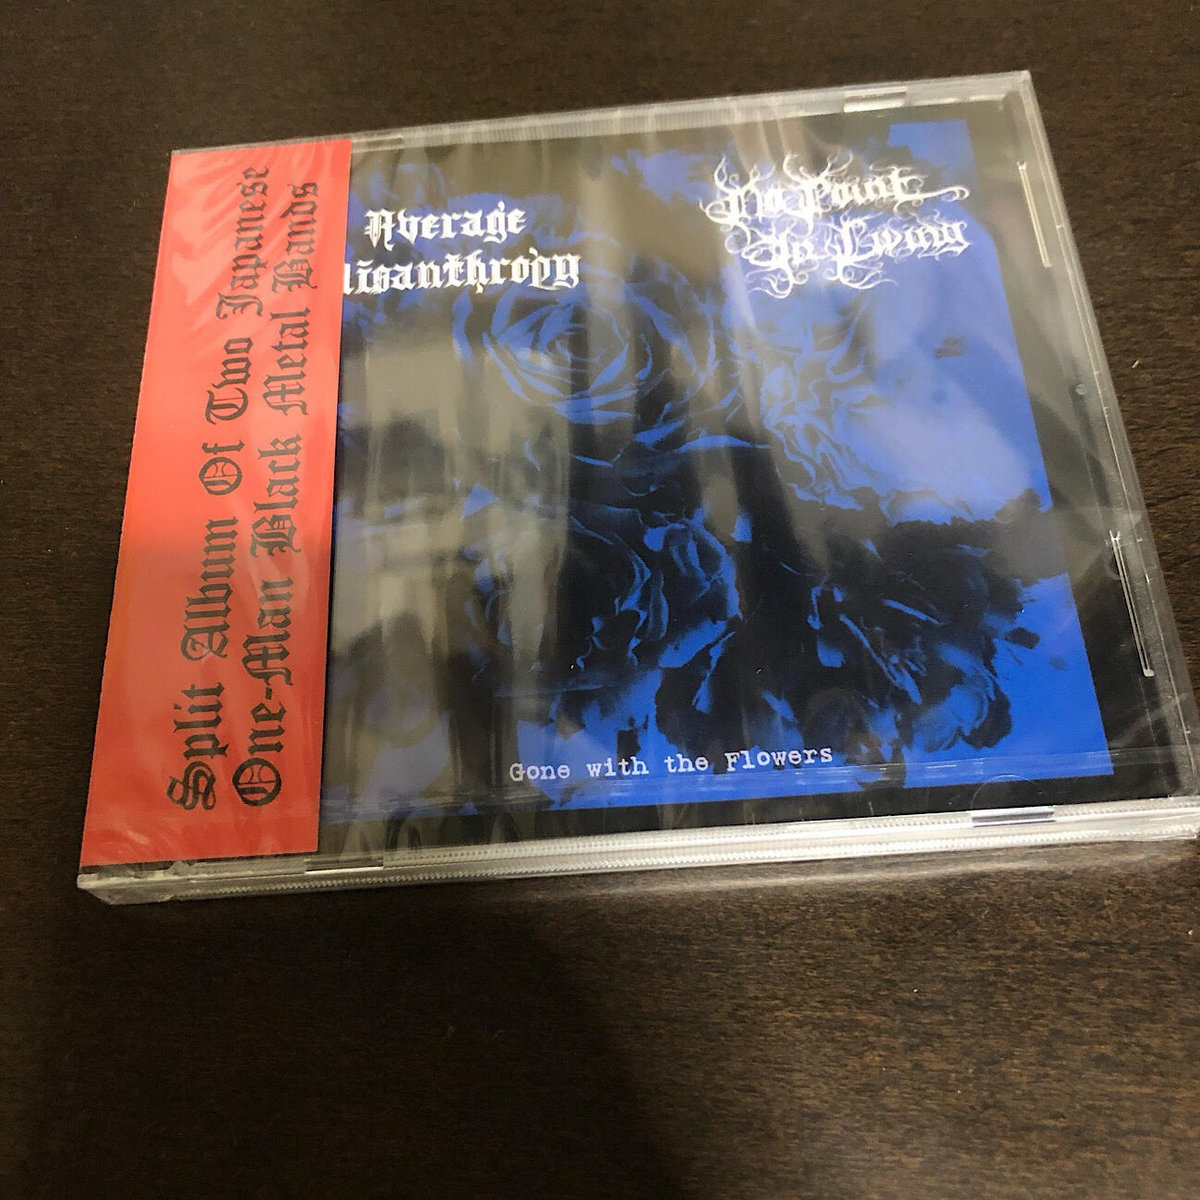 Split Album Of Two Japanese
One-Man Black Metal Bands
Average
No Point
In Living
Gone with the Flowers